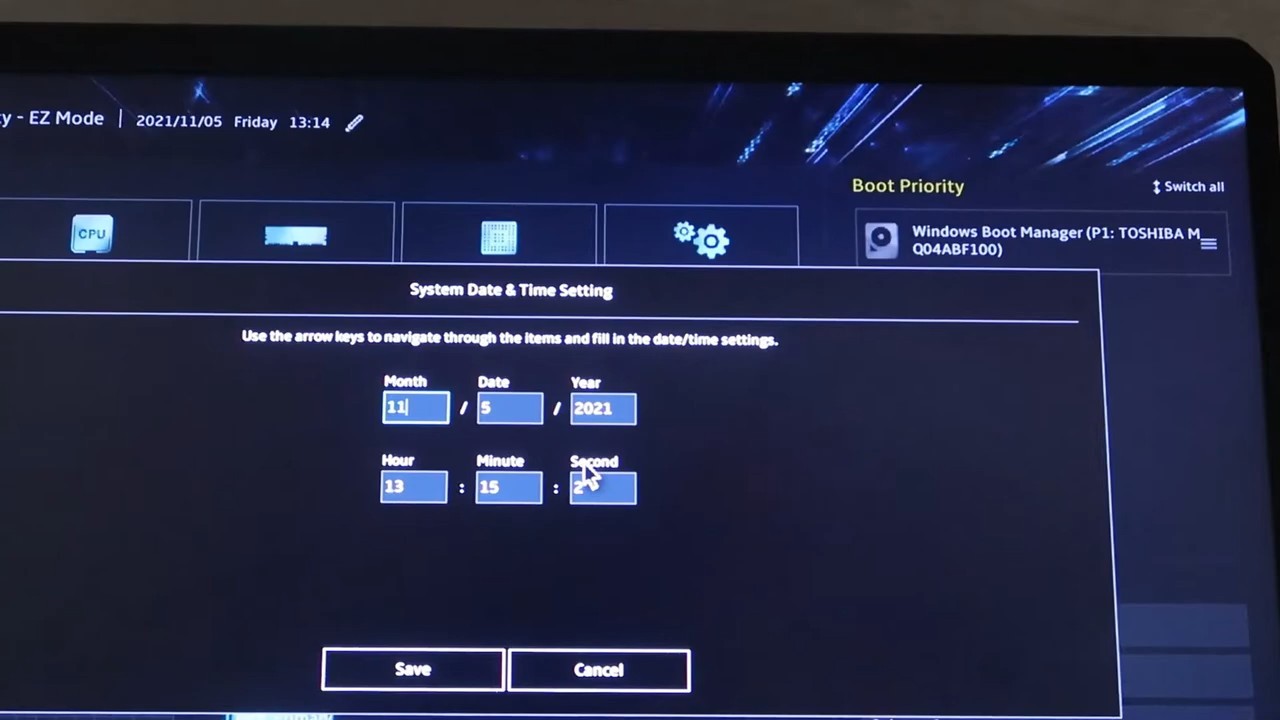 - EZ Mode | 2021/11/05 Friday 13:14
Boot Priority
Switch all
CPU
Windows Boot Manager (P1: TOSHIBA M
Q04ABF100)
System Date & Time Setting
Use the arrow keys to navigate through the items and fill in the date/time settings.
Month Date Year
11 / 5 / 2021
Hour Minute Second
13 : 15 : 2
Save Cancel